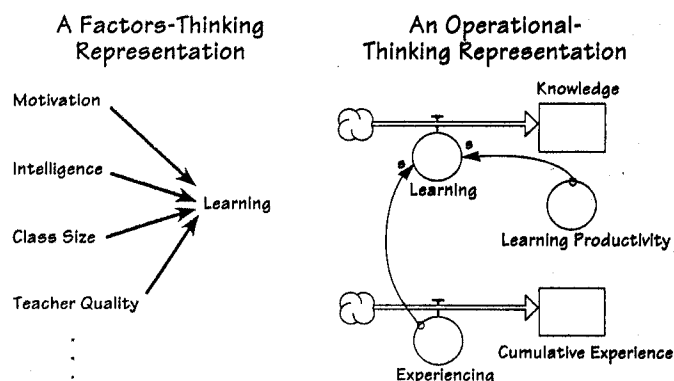 A Factors-Thinking
Representation
Motivation
Intelligence
Learning
Class Size
Teacher Quality
An Operational-
Thinking Representation
Knowledge
s
s
Learning
Learning Productivity
Cumulative Experience
Experiencing